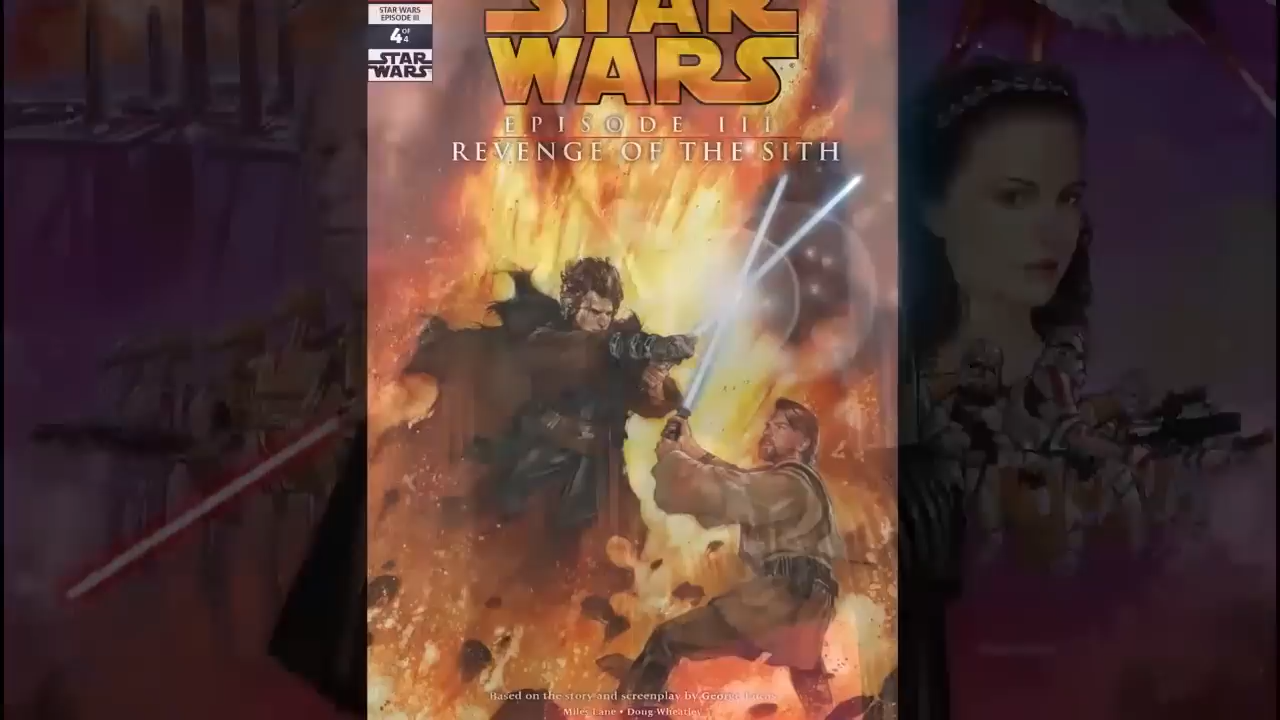 STAR WARS
EPISODE III
4 OF 4
STAR
WARS
STAR
WARS
EPISODE III
REVENGE OF THE SITH
Based on the story and screenplay by George Lucas
Miles Lane • Doug Wheatley